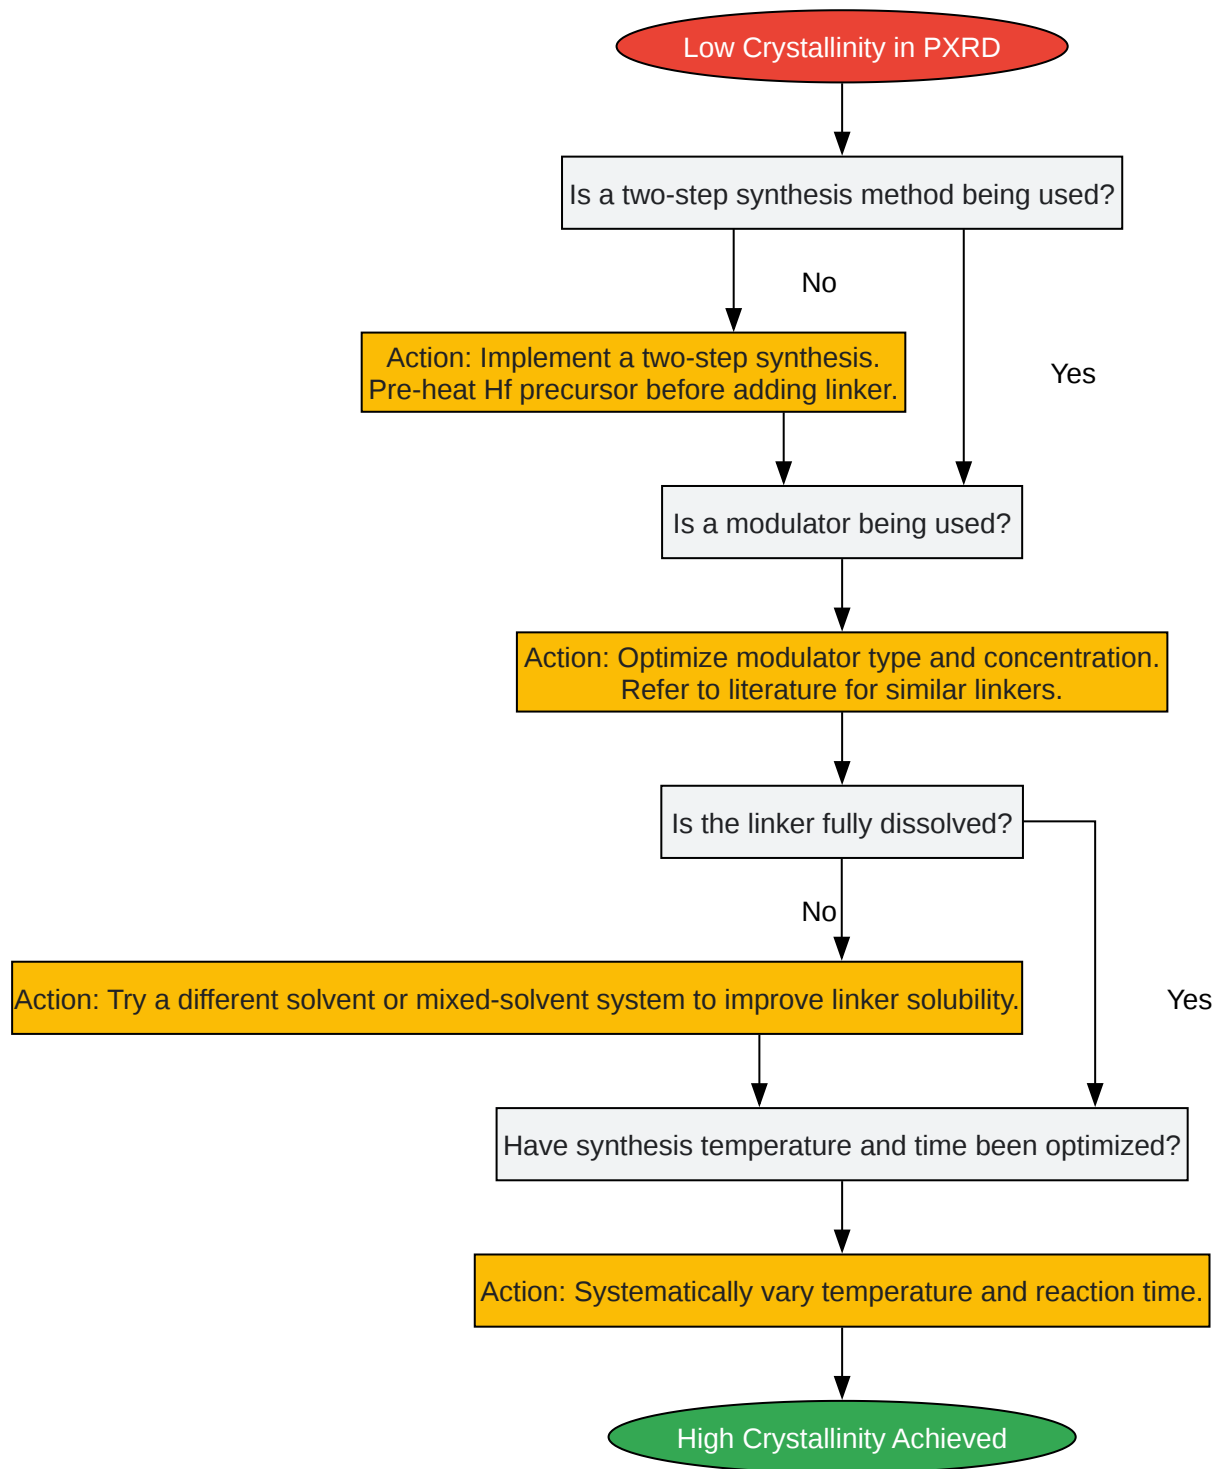 Low Crystallinity in PXRD
Is a two-step synthesis method being used?
No
Action: Implement a two-step synthesis.
Pre-heat Hf precursor before adding linker.
Yes
Is a modulator being used?
Action: Optimize modulator type and concentration.
Refer to literature for similar linkers.
Is the linker fully dissolved?
No
Action: Try a different solvent or mixed-solvent system to improve linker solubility.
Yes
Have synthesis temperature and time been optimized?
Action: Systematically vary temperature and reaction time.
High Crystallinity Achieved